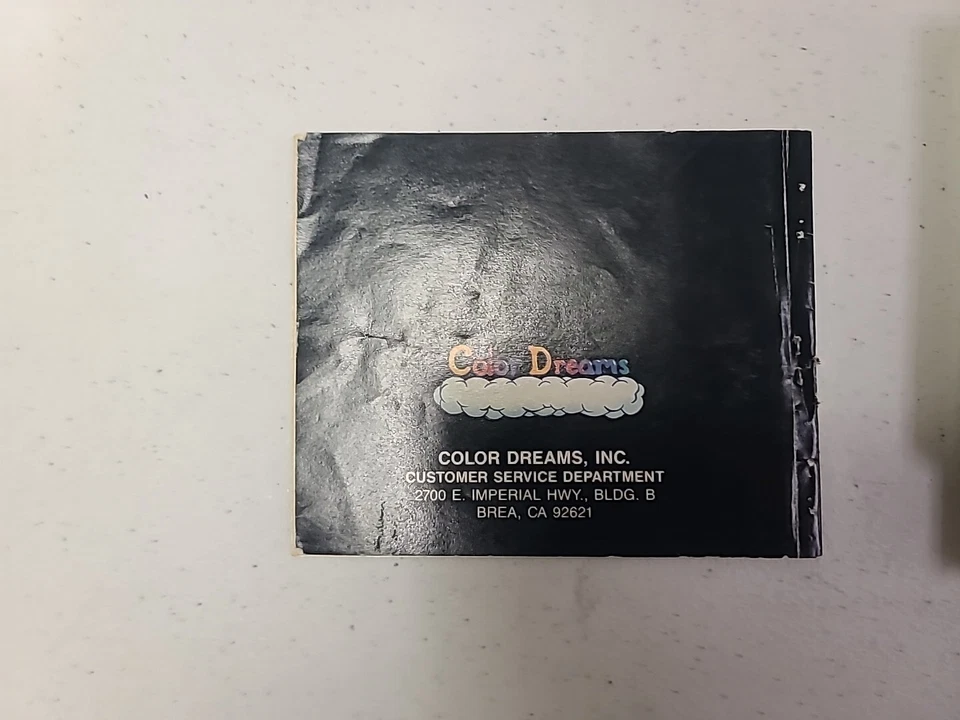 Color Dreams
COLOR DREAMS, INC.
CUSTOMER SERVICE DEPARTMENT
2700 E. IMPERIAL HWY., BLDG. B
BREA, CA 92621